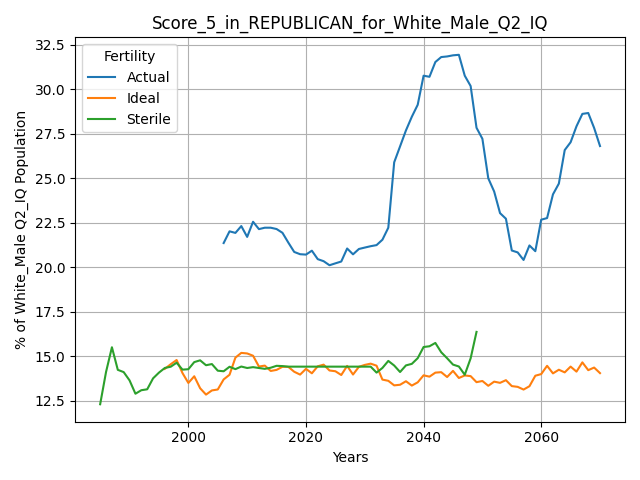 Score_5_in_REPUBLICAN_for_White_Male_Q2_IQ
% of White_Male Q2_IQ Population
32.5
30.0
27.5
25.0
22.5
20.0
17.5
15.0
12.5
Fertility
Actual
Ideal
Sterile
2000
2020
2040
2060
Years